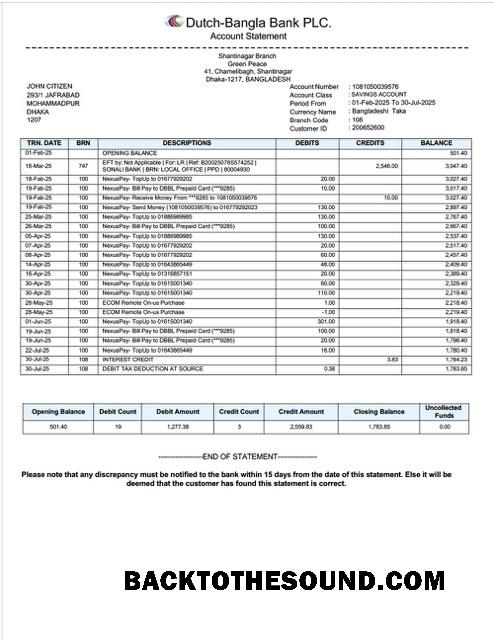 Dutch-Bangla Bank PLC.
Account Statement
Shantinagar Branch
Green Peace
41, Chamelibagh, Shantinagar
Dhaka-1217, BANGLADESH
JOHN CITIZEN
293/1 JAFRABAD
MOHAMMADPUR
DHAKA
1207
Account Number : 1081050039576
Account Class : SAVINGS ACCOUNT
Period From : 01-Feb-2025 To 30-Jul-2025
Currency Name : Bangladeshi Taka
Branch Code : 108
Customer ID : 200652600
TRN. DATE BRN DESCRIPTIONS DEBITS CREDITS BALANCE
01-Feb-25 OPENING BALANCE 501.40
18-Mar-25 747 EFT by: Not Applicable | For: LR | Ref: B20025078S574252 | 2,546.00 3,047.40
SONALI BANK | BRN: LOCAL OFFICE | PPD | 80004930
18-Feb-25 100 NexusPay- TopUp to 01677929202 20.00 3,027.40
19-Feb-25 100 NexusPay- Bill Pay to DBBL Prepaid Card (***9285) 10.00 3,017.40
19-Feb-25 100 NexusPay- Receive Money From ***9285 to 1081050039576 10.00 3,027.40
19-Feb-25 100 NexusPay- Send Money (1081050039576) to 016779292023 130.00 2,897.40
25-Mar-25 100 NexusPay- TopUp to 01886989985 130.00 2,767.40
26-Mar-25 100 NexusPay- Bill Pay to DBBL Prepaid Card (***9285) 100.00 2,667.40
05-Apr-25 100 NexusPay- TopUp to 01886989985 130.00 2,537.40
07-Apr-25 100 NexusPay- TopUp to 01677929202 20.00 2,517.40
08-Apr-25 100 NexusPay- TopUp to 01677929202 60.00 2,457.40
14-Apr-25 100 NexusPay- TopUp to 01643865449 48.00 2,409.40
16-Apr-25 100 NexusPay- TopUp to 01316857151 20.00 2,389.40
30-Apr-25 100 NexusPay- TopUp to 01615001340 60.00 2,329.40
30-Apr-25 100 NexusPay- TopUp to 01615001340 110.00 2,219.40
28-May-25 100 ECOM Remote On-us Purchase 1.00 2,218.40
28-May-25 100 ECOM Remote On-us Purchase -1.00 2,219.40
01-Jun-25 100 NexusPay- TopUp to 01615001340 301.00 1,918.40
19-Jun-25 100 NexusPay- Bill Pay to DBBL Prepaid Card (***9285) 100.00 1,818.40
19-Jun-25 100 NexusPay- Bill Pay to DBBL Prepaid Card (***9285) 20.00 1,798.40
22-Jul-25 100 NexusPay- TopUp to 01643865449 18.00 1,780.40
30-Jul-25 108 INTEREST CREDIT 3.83 1,784.23
30-Jul-25 108 DEBIT TAX DEDUCTION AT SOURCE 0.38 1,783.85
Opening Balance Debit Count Debit Amount Credit Count Credit Amount Closing Balance Uncollected Funds
501.40 19 1,277.38 3 2,559.83 1,783.85 0.00
------------------END OF STATEMENT----------------
Please note that any discrepancy must be notified to the bank within 15 days from the date of this statement. Else it will be
deemed that the customer has found this statement is correct.
BACKTOTHESOUND.COM